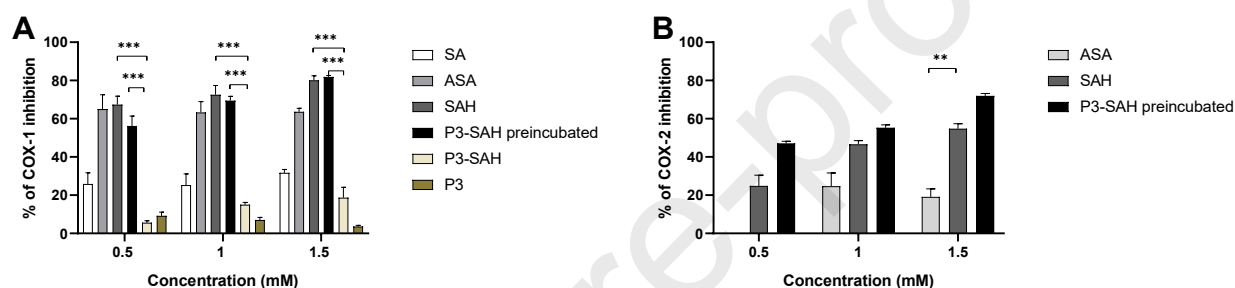 A
% of COX-1 inhibition
100
80
60
40
20
0
***
***
***
***
***
***
0.5
1
1.5
Concentration (mM)
SA
ASA
SAH
P3-SAH preincubated
P3-SAH
P3
B
% of COX-2 inhibition
100
80
60
40
20
0
**
0.5
1
1.5
Concentration (mM)
ASA
SAH
P3-SAH preincubated
re-pro